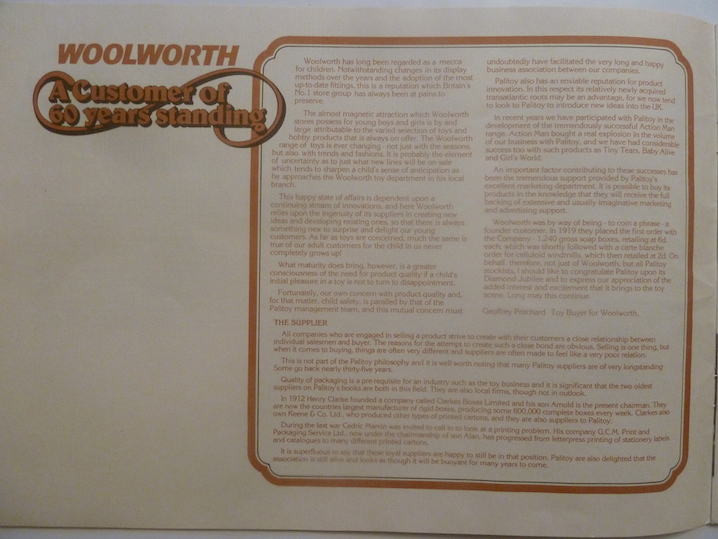 WOOLWORTH
A Customer of
60 years standing
Woolworth has long been regarded as a mecca
for children. Notwithstanding changes in its display
methods over the years and the adoption of the most
up-to-date fittings, this is a reputation which Britain's
No. 1 store group has always been at pains to
preserve.
The almost magnetic attraction which Woolworth
stores possess for young boys and girls is by and
large attributable to the varied selection of toys and
hobby products that is always on offer. The Woolworth
range of toys is ever changing - not just with the seasons,
but also with trends and fashions. It is probably the element
of uncertainty as to just what new lines will be on sale
which tends to sharpen a child's sense of anticipation as
he approaches the Woolworth toy department in his local
branch.
This happy state of affairs is dependent upon a
continuing stream of innovations, and here Woolworth
relies upon the ingenuity of its suppliers in creating new
ideas and developing existing ones, so that there is always
something new to surprise and delight our young
customers. As far as toys are concerned, much the same is
true of our adult customers for the child in us never
completely grows up!
What maturity does bring, however, is a greater
consciousness of the need for product quality if a child's
initial pleasure in a toy is not to turn to disappointment.
Fortunately, our own concern with product quality and,
for that matter, child safety, is paralled by that of the
Palitoy management team, and this mutual concern must
undoubtedly have facilitated the very long and happy
business association between our companies.
Palitoy also has an enviable reputation for product
innovation. In this respect its relatively newly acquired
transatlantic roots may be an advantage, for we now tend
to look to Palitoy to introduce new ideas into the UK.
In recent years we have participated with Palitoy in the
development of the tremendously successful Action Man
range. Action Man bought a real explosion in the volume
of our business with Palitoy, and we have had considerable
success too with such products as Tiny Tears, Baby Alive
and Girl's World.
An important factor contributing to these successes has
been the tremendous support provided by Palitoy's
excellent marketing department. It is possible to buy its
products in the knowledge that they will receive the full
backing of extensive and usually imaginative marketing
and advertising support.
Woolworth was by way of being - to coin a phrase - a
founder customer. In 1919 they placed the first order with
the Company - 1,240 gross soap boxes, retailing at 6d.
each, which was shortly followed with a carte blanche
order for celluloid windmills, which then retailed at 2d. On
behalf, therefore, not just of Woolworth, but all Palitoy
stockists, I should like to congratulate Palitoy upon its
Diamond Jubilee and to express our appreciation of the
added interest and excitement that it brings to the toy
scene. Long may this continue.
Geoffrey Pritchard Toy Buyer for Woolworth.
THE SUPPLIER
All companies who are engaged in selling a product strive to create with their customers a close relationship between
individual salesmen and buyer. The reasons for the attempt to create such a close bond are obvious. Selling is one thing, but
when it comes to buying, things are often very different and suppliers are often made to feel like a very poor relation.
This is not part of the Palitoy philosophy and it is well worth noting that many Palitoy suppliers are of very longstanding
Some go back nearly thirty-five years.
Quality of packaging is a pre-requisite for an industry such as the toy business and it is significant that the two oldest
suppliers on Palitoy's books are both in this field. They are also local firms, though not in outlook.
In 1912 Henry Clarke founded a company called Clarkes Boxes Limited and his son Arnold is the present chairman. They
are now the countries largest manufacturer of rigid boxes, producing some 600,000 complete boxes every week. Clarkes also
own Keene & Co. Ltd., who produced other types of printed cartons, and they are also suppliers to Palitoy.
During the last war Cedric Marson was invited to call in to look at a printing problem. His company G.C.M. Print and
Packaging Service Ltd., now under the chairmanship of son Alan, has progressed from letterpress printing of stationery labels
and catalogues to many different printed cartons.
It is superfluous to say that these loyal suppliers are happy to still be in that position. Palitoy are also delighted that the
association is still alive and looks as though it will be buoyant for many years to come.